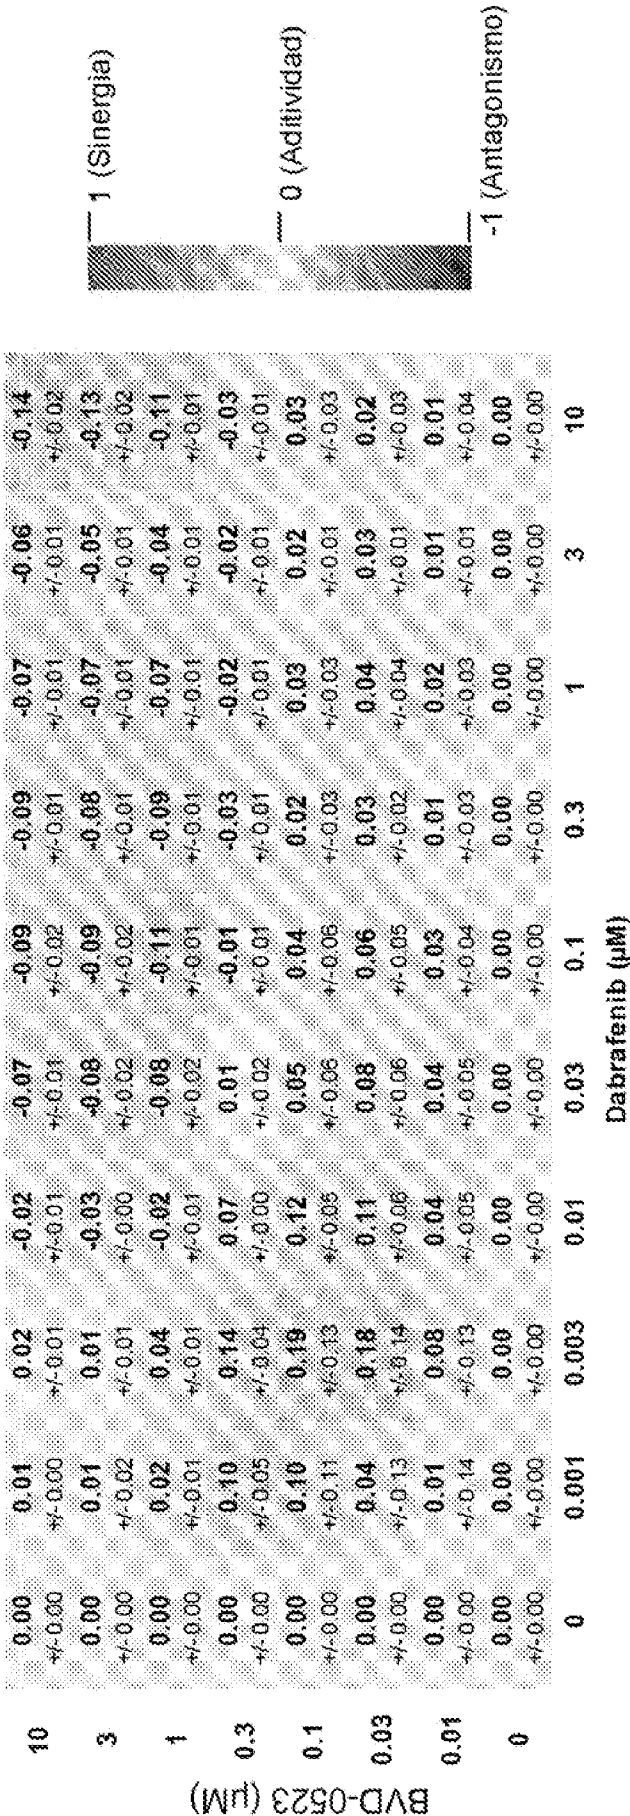 BVD-0523 (µM)
10 0.00 0.01 0.02 -0.02 -0.07 -0.09 -0.09 -0.07 -0.06 -0.14
+/-0.00 +/-0.00 +/-0.01 +/-0.01 +/-0.01 +/-0.02 +/-0.01 +/-0.01 +/-0.01 +/-0.02
3 0.00 0.01 0.01 -0.03 -0.08 -0.09 -0.08 -0.07 -0.05 -0.13
+/-0.00 +/-0.02 +/-0.01 +/-0.00 +/-0.02 +/-0.02 +/-0.01 +/-0.01 +/-0.01 +/-0.02
1 0.00 0.02 0.04 -0.02 -0.08 -0.11 -0.09 -0.07 -0.04 -0.11
+/-0.00 +/-0.01 +/-0.01 +/-0.01 +/-0.02 +/-0.01 +/-0.01 +/-0.01 +/-0.01 +/-0.01
0.3 0.00 0.10 0.14 0.07 0.01 -0.01 -0.03 -0.02 -0.02 -0.03
+/-0.00 +/-0.05 +/-0.04 +/-0.00 +/-0.02 +/-0.01 +/-0.01 +/-0.01 +/-0.01 +/-0.01
0.1 0.00 0.10 0.19 0.12 0.05 0.04 0.02 0.03 0.02 0.03
+/-0.00 +/-0.11 +/-0.13 +/-0.05 +/-0.06 +/-0.06 +/-0.03 +/-0.03 +/-0.01 +/-0.03
0.03 0.00 0.04 0.18 0.11 0.08 0.06 0.03 0.04 0.03 0.02
+/-0.00 +/-0.13 +/-0.14 +/-0.06 +/-0.06 +/-0.05 +/-0.02 +/-0.04 +/-0.01 +/-0.03
0.01 0.00 0.01 0.08 0.04 0.04 0.03 0.01 0.02 0.01 0.01
+/-0.00 +/-0.14 +/-0.13 +/-0.05 +/-0.05 +/-0.04 +/-0.03 +/-0.03 +/-0.01 +/-0.04
0 0.00 0.00 0.00 0.00 0.00 0.00 0.00 0.00 0.00 0.00
+/-0.00 +/-0.00 +/-0.00 +/-0.00 +/-0.00 +/-0.00 +/-0.00 +/-0.00 +/-0.00 +/-0.00
0 0.001 0.003 0.01 0.03 0.1 0.3 1 3 10
Dabrafenib (µM)
1 (Sinergia)
0 (Aditividad)
-1 (Antagonismo)